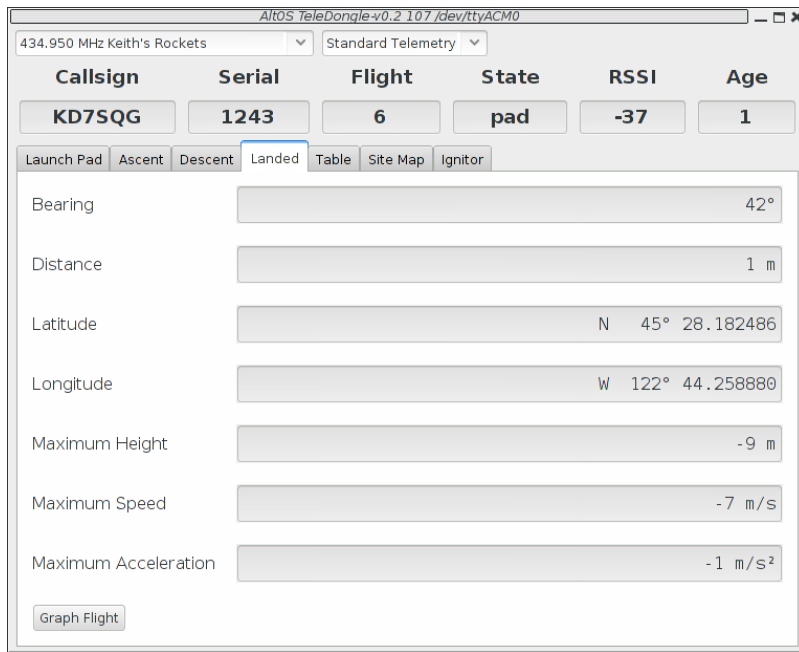 AltOS TeleDongle-v0.2 107 /dev/ttyACM0
434.950 MHz Keith's Rockets Standard Telemetry
Callsign Serial Flight State RSSI Age
KD7SQG 1243 6 pad -37 1
Launch Pad Ascent Descent Landed Table Site Map Ignitor
Bearing 42°
Distance 1 m
Latitude N 45° 28.182486
Longitude W 122° 44.258880
Maximum Height -9 m
Maximum Speed -7 m/s
Maximum Acceleration -1 m/s²
Graph Flight